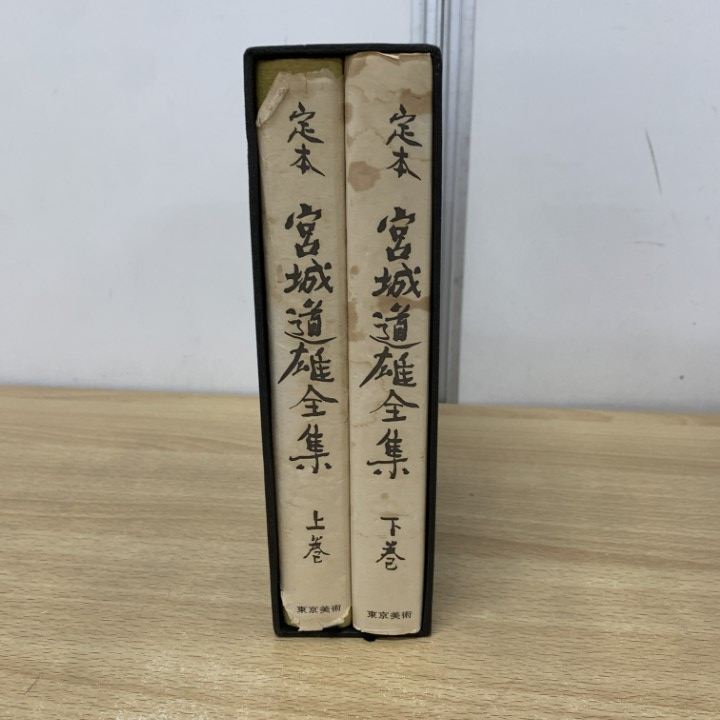 定本
宮城道雄全集
上巻
東京美術
定本
宮城道雄全集
下巻
東京美術